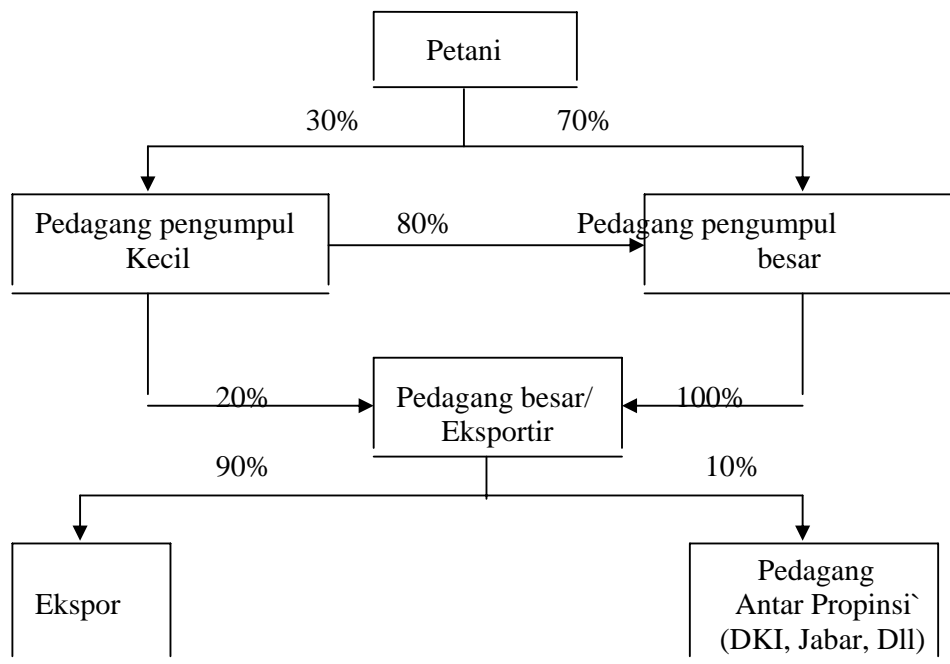 Petani
30%
70%
Pedagang pengumpul
Kecil
80%
Pedagang pengumpul
besar
20%
Pedagang besar/
Eksportir
100%
90%
10%
Ekspor
Pedagang
Antar Propinsi`
(DKI, Jabar, Dll)